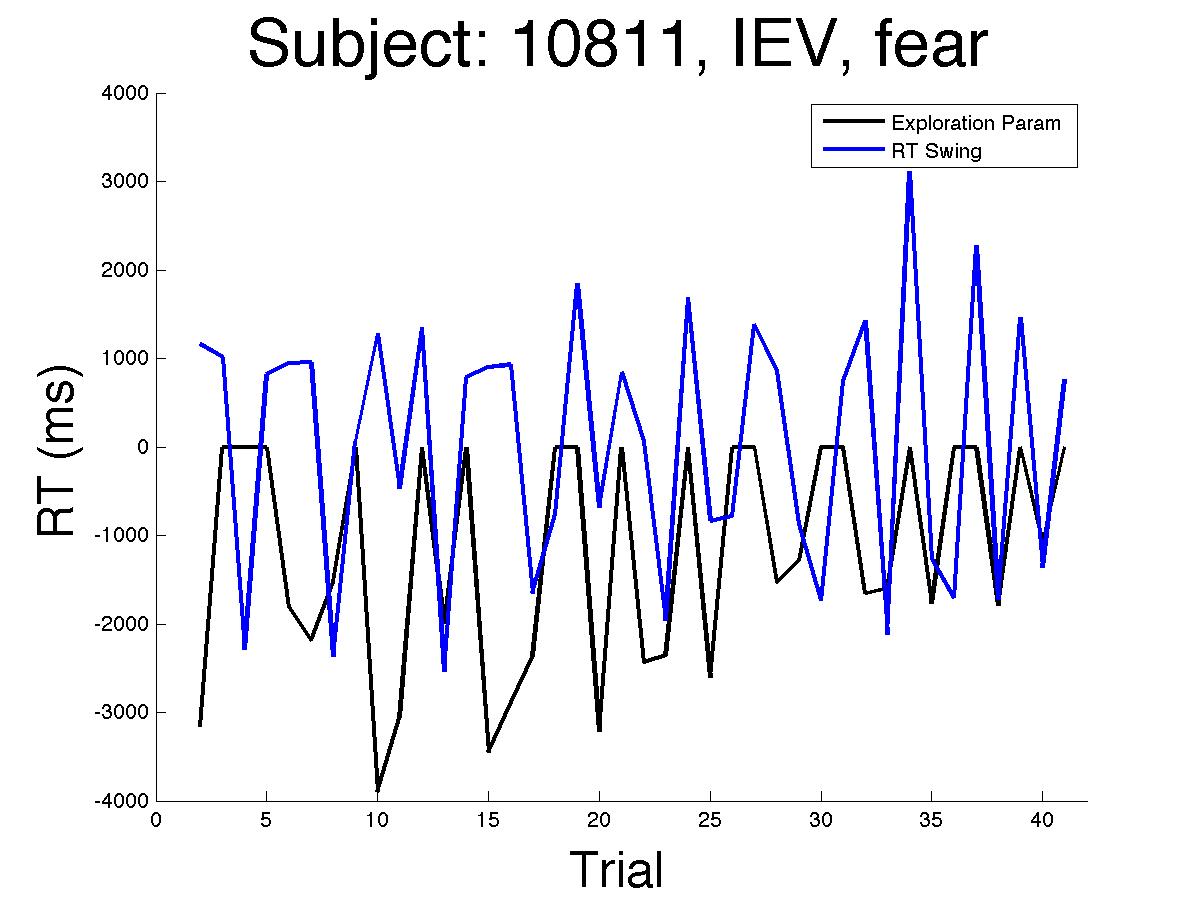 Subject: 10811, IEV, fear
4000
3000
2000
1000
0
-1000
-2000
-3000
-4000
RT (ms)
Exploration Param
RT Swing
0 5 10 15 20 25 30 35 40
Trial